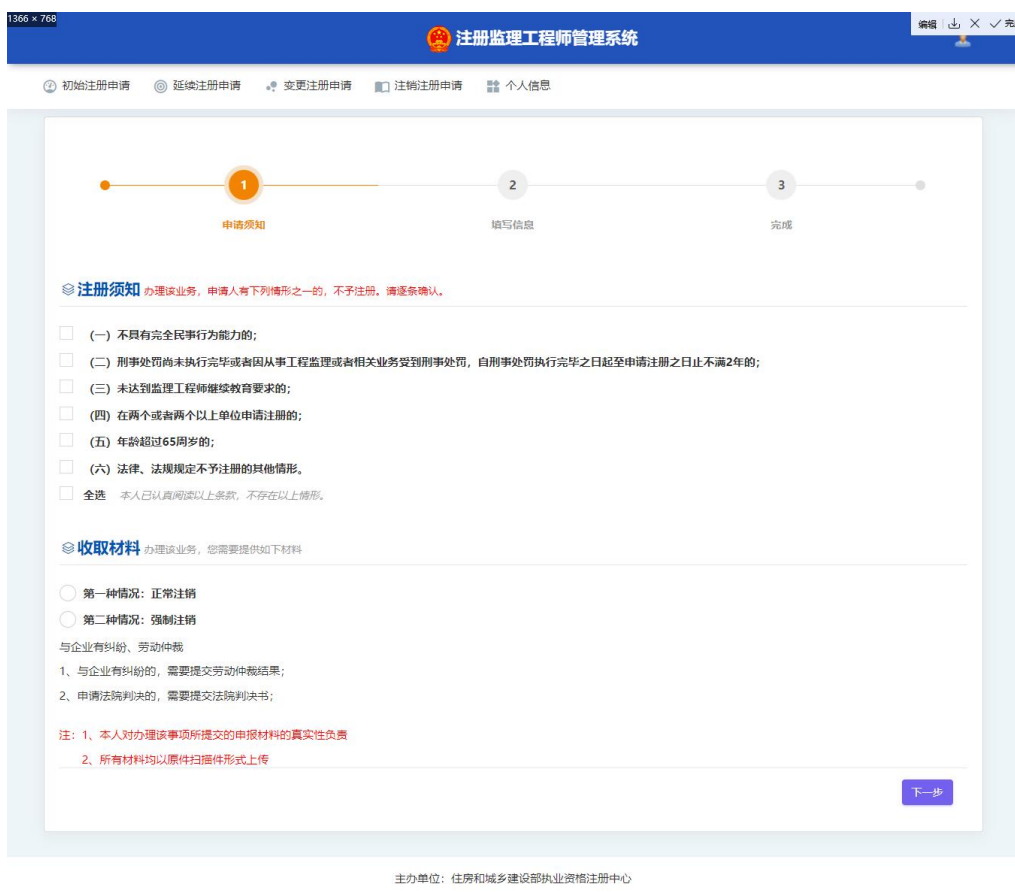 1366 × 768
编辑 完
注册监理工程师管理系统
初始注册申请 延续注册申请 变更注册申请 注销注册申请 个人信息
1 2 3
申请须知 填写信息 完成
注册须知 办理该业务，申请人有下列情形之一的，不予注册。请逐条确认。
(一) 不具有完全民事行为能力的;
(二) 刑事处罚尚未执行完毕或者因从事工程监理或者相关业务受到刑事处罚，自刑事处罚执行完毕之日起至申请注册之日止不满2年的;
(三) 未达到监理工程师继续教育要求的;
(四) 在两个或者两个以上单位申请注册的;
(五) 年龄超过65周岁的;
(六) 法律、法规规定不予注册的其他情形。
全选 本人已认真阅读以上条款，不存在以上情形。
收取材料 办理该业务，您需要提供如下材料
第一种情况：正常注销
第二种情况：强制注销
与企业有纠纷、劳动仲裁
1、与企业有纠纷的，需要提交劳动仲裁结果;
2、申请法院判决的，需要提交法院判决书;
注：1、本人对办理该事项所提交的申报材料的真实性负责
2、所有材料均以原件扫描件形式上传
下一步
主办单位：住房和城乡建设部执业资格注册中心